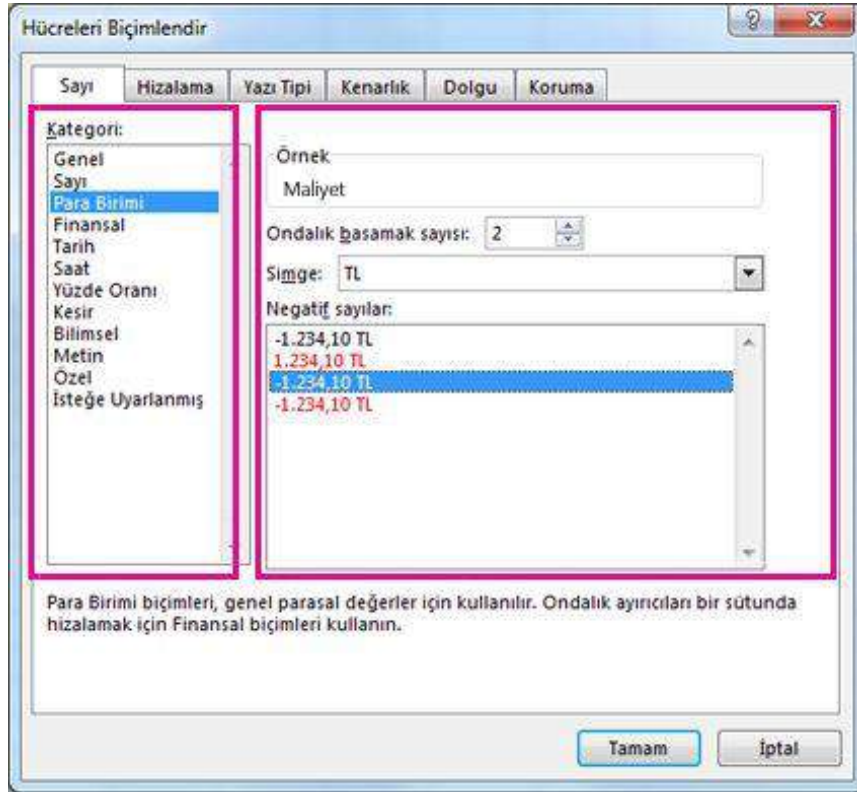 Hücreleri Biçimlendir
Sayı Hizalama Yazı Tipi Kenarlık Dolgu Koruma
Kategori:
Genel
Sayı
Para Birimi
Finansal
Tarih
Saat
Yüzde Oranı
Kesir
Bilimsel
Metin
Özel
İsteğe Uyarlanmış
Örnek
Maliyet
Ondalık basamak sayısı: 2
Simge: TL
Negatif sayılar:
-1.234,10 TL
1.234,10 TL
-1.234,10 TL
-1.234,10 TL
Para Birimi biçimleri, genel parasal değerler için kullanılır. Ondalık ayırıcıları bir sütunda
hizalamak için Finansal biçimleri kullanın.
Tamam İptal